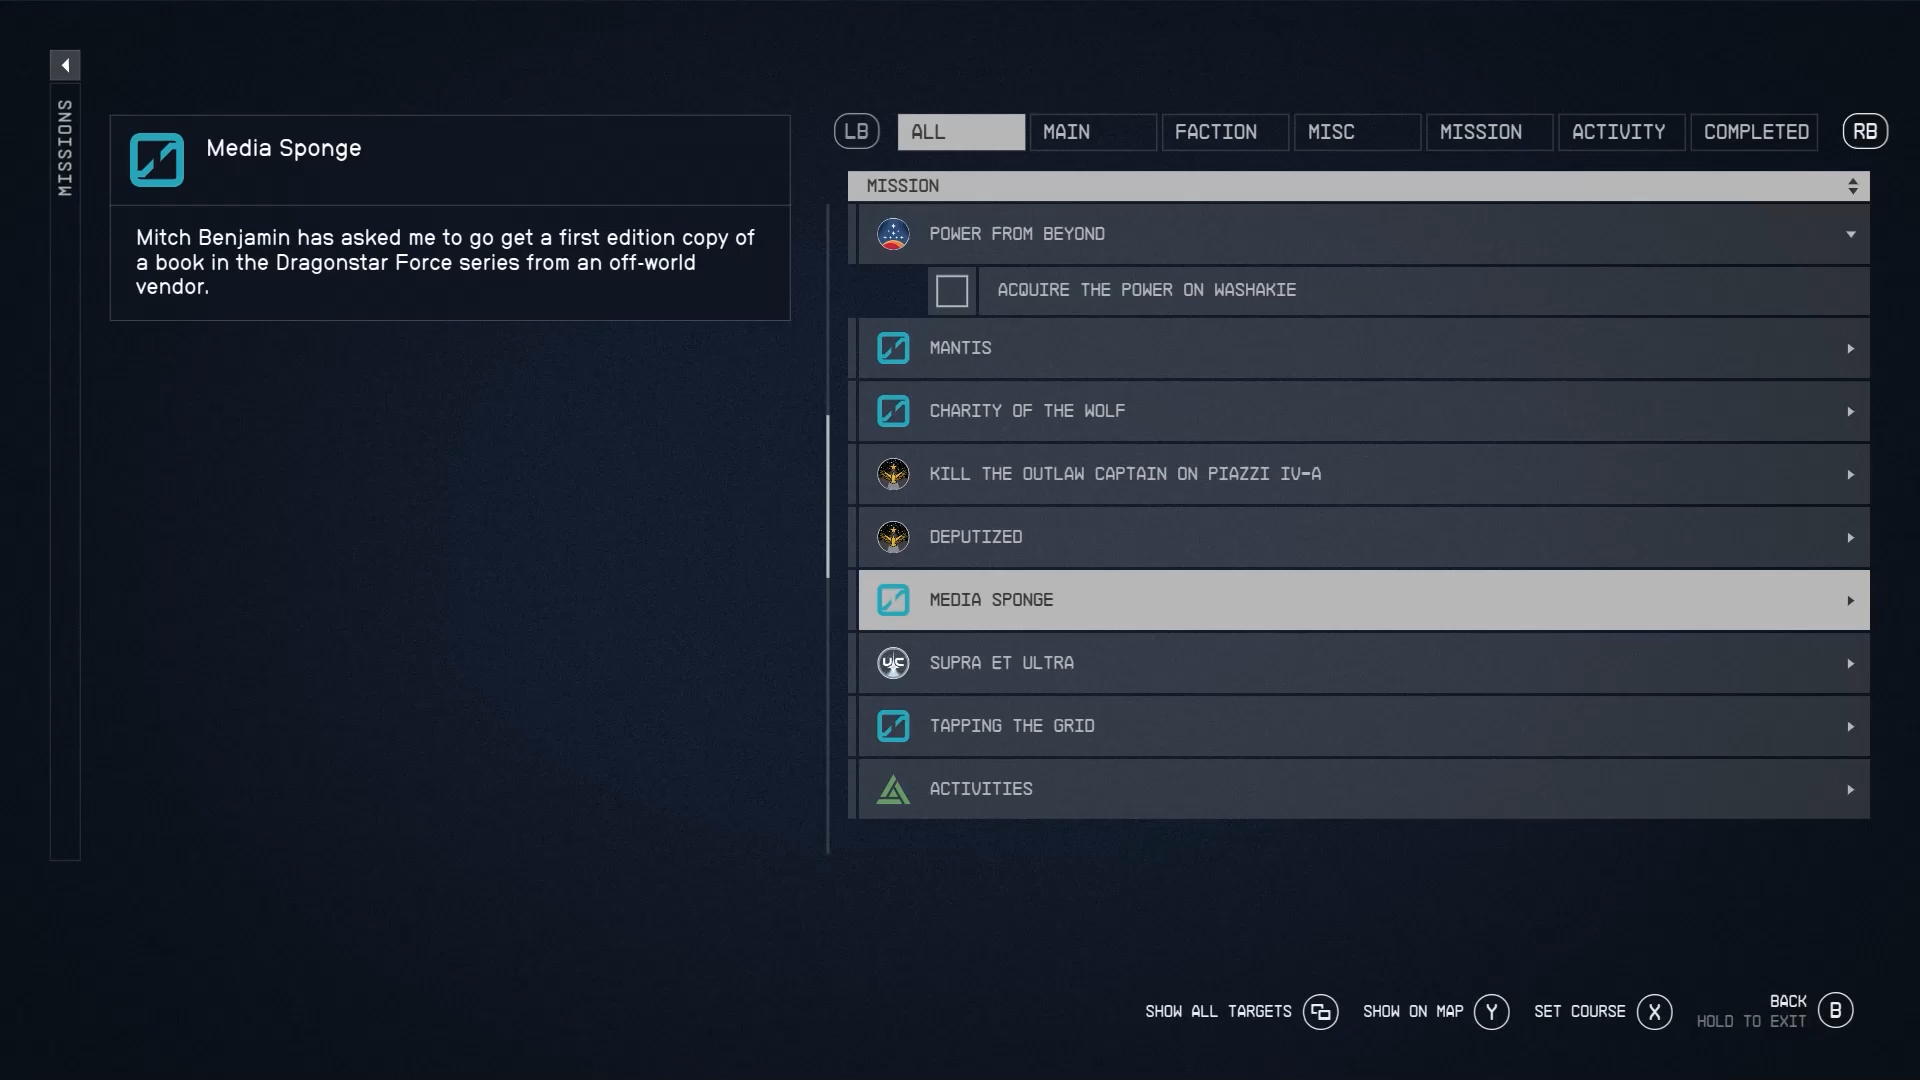 MISSIONS
Media Sponge
Mitch Benjamin has asked me to go get a first edition copy of
a book in the Dragonstar Force series from an off-world
vendor.
LB ALL MAIN FACTION MISC MISSION ACTIVITY COMPLETED RB
MISSION
POWER FROM BEYOND
ACQUIRE THE POWER ON WASHAKIE
MANTIS
CHARITY OF THE WOLF
KILL THE OUTLAW CAPTAIN ON PIAZZI IV-A
DEPUTIZED
MEDIA SPONGE
UC SUPRA ET ULTRA
TAPPING THE GRID
ACTIVITIES
SHOW ALL TARGETS SHOW ON MAP Y SET COURSE X BACK B
HOLD TO EXIT